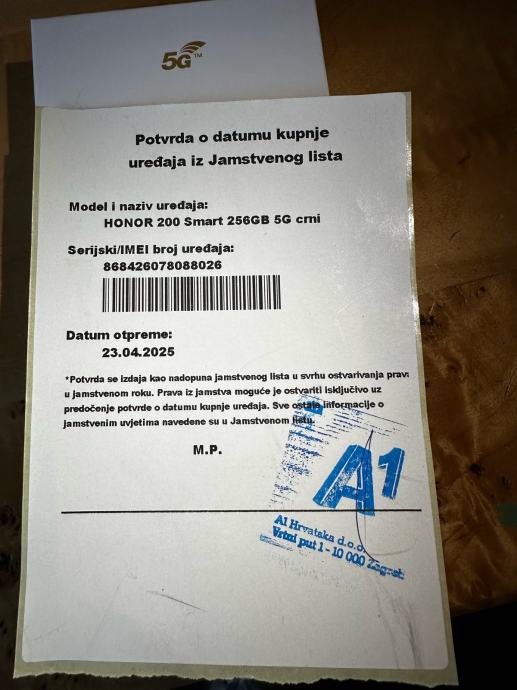 5G™
Potvrda o datumu kupnje
uređaja iz Jamstvenog lista
Model i naziv uređaja:
HONOR 200 Smart 256GB 5G crni
Serijski/IMEI broj uređaja:
868426078088026
Datum otpreme:
23.04.2025
*Potvrda se izdaja kao nadopuna jamstvenog lista u svrhu ostvarivanja prava
u jamstvenom roku. Prava iz jamstva moguće je ostvariti isključivo uz
predočenje potvrde o datumu kupnje uređaja. Sve ostale informacije o
jamstvenim uvjetima navedene su u Jamstvenom listu.
M.P.
A1
A1 Hrvatska d.o.o.
Vrtni put 1 - 10 000 Zagreb